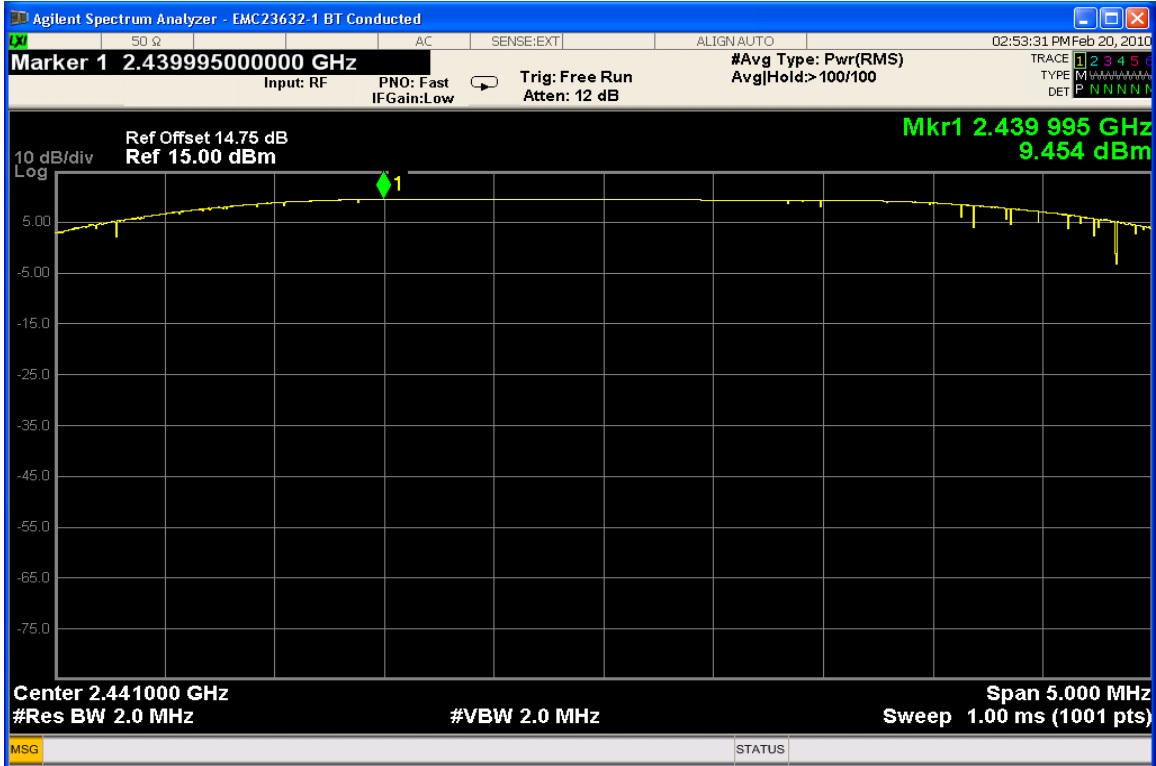 Agilent Spectrum Analyzer - EMC23632-1 BT Conducted
LXI 50 Ω AC SENSE:EXT ALIGN AUTO 02:53:31 PM Feb 20, 2010
Marker 1 2.439995000000 GHz
Input: RF PNO: Fast IFGain:Low
Trig: Free Run Atten: 12 dB
#Avg Type: Pwr(RMS) Avg|Hold:>100/100
TRACE 1 2 3 4 5 6
TYPE M
DET P N N N N N
Ref Offset 14.75 dB
10 dB/div Ref 15.00 dBm
Log
Mkr1 2.439 995 GHz
9.454 dBm
1
5.00
-5.00
-15.0
-25.0
-35.0
-45.0
-55.0
-65.0
-75.0
Center 2.441000 GHz Span 5.000 MHz
#Res BW 2.0 MHz #VBW 2.0 MHz Sweep 1.00 ms (1001 pts)
MSG STATUS